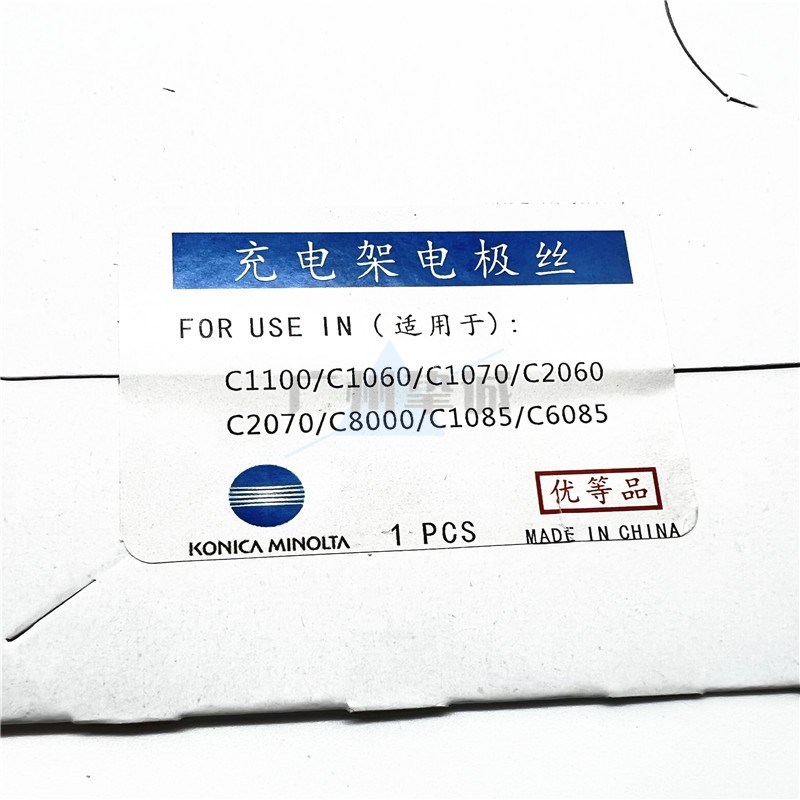 充电架电极丝
FOR USE IN (适用于):
C1100/C1060/C1070/C2060
C2070/C8000/C1085/C6085
KONICA MINOLTA
1 PCS
优等品
MADE IN CHINA